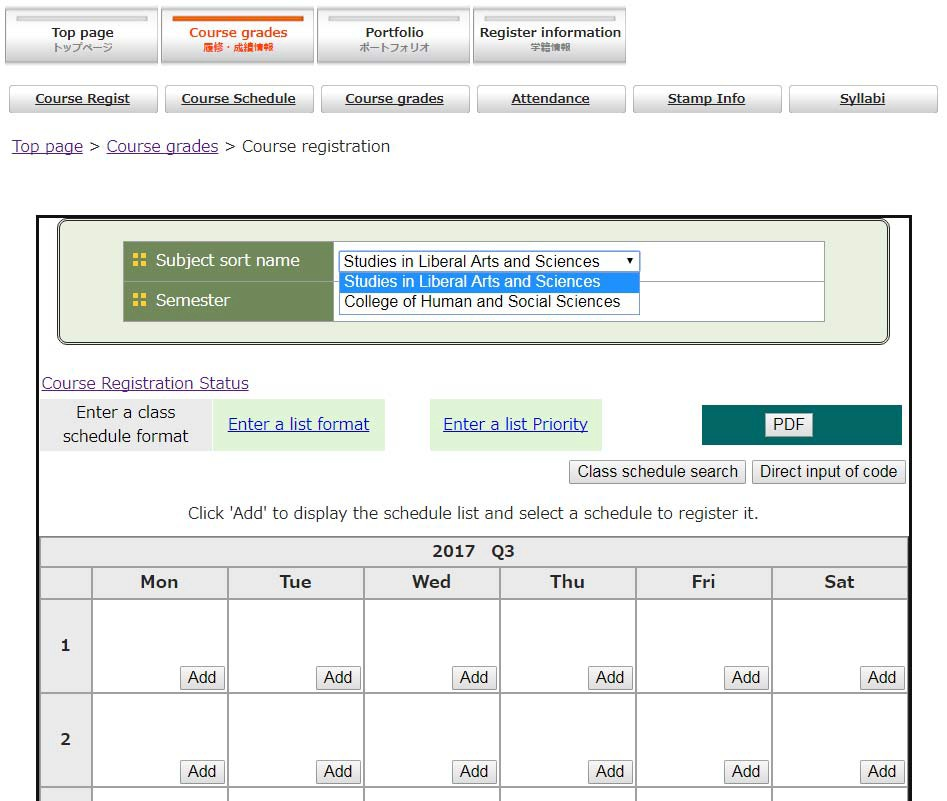 Top page
トップページ
Course grades
履修・成績情報
Portfolio
ポートフォリオ
Register information
学籍情報
Course Regist
Course Schedule
Course grades
Attendance
Stamp Info
Syllabi
Top page > Course grades > Course registration
Subject sort name
Studies in Liberal Arts and Sciences
Studies in Liberal Arts and Sciences
Semester
College of Human and Social Sciences
Course Registration Status
Enter a class
schedule format
Enter a list format
Enter a list Priority
PDF
Class schedule search
Direct input of code
Click 'Add' to display the schedule list and select a schedule to register it.
2017 Q3
Mon Tue Wed Thu Fri Sat
1
Add Add Add Add Add Add
2
Add Add Add Add Add Add